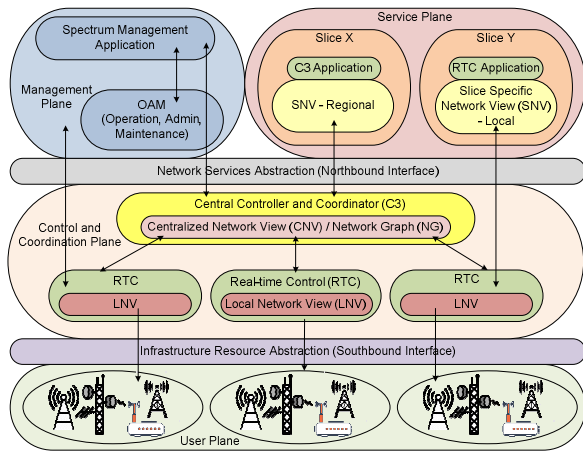 Spectrum Management
Application
Management
Plane
OAM
(Operation, Admin,
Maintenance)
Service Plane
Slice X
C3 Application
SNV - Regional
Slice Y
RTC Application
Slice Specific
Network View (SNV)
- Local
Network Services Abstraction (Northbound Interface)
Central Controller and Coordinator (C3)
Centralized Network View (CNV) / Network Graph (NG)
Control and
Coordination Plane
RTC
LNV
Real-time Control (RTC)
Local Network View (LNV)
RTC
LNV
Infrastructure Resource Abstraction (Southbound Interface)
User Plane